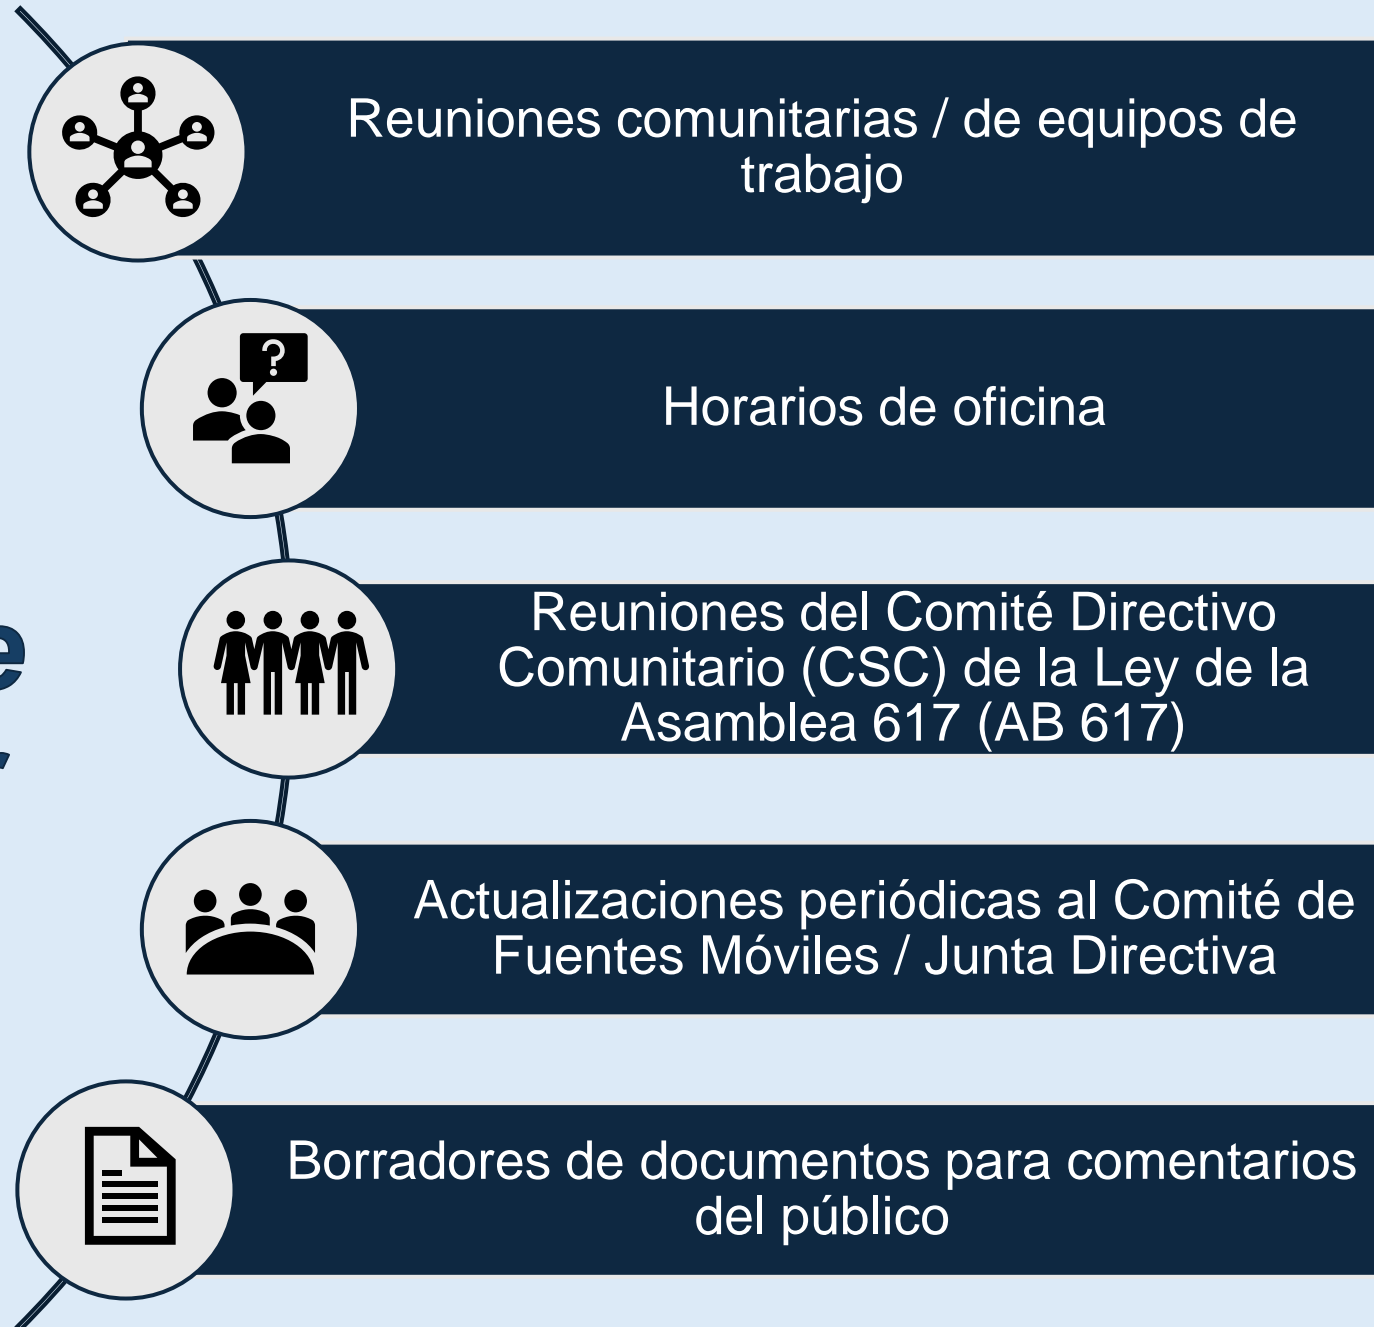 Reuniones comunitarias / de equipos de
trabajo
?
Horarios de oficina
Reuniones del Comité Directivo
Comunitario (CSC) de la Ley de la
Asamblea 617 (AB 617)
Actualizaciones periódicas al Comité de
Fuentes Móviles / Junta Directiva
Borradores de documentos para comentarios
del público